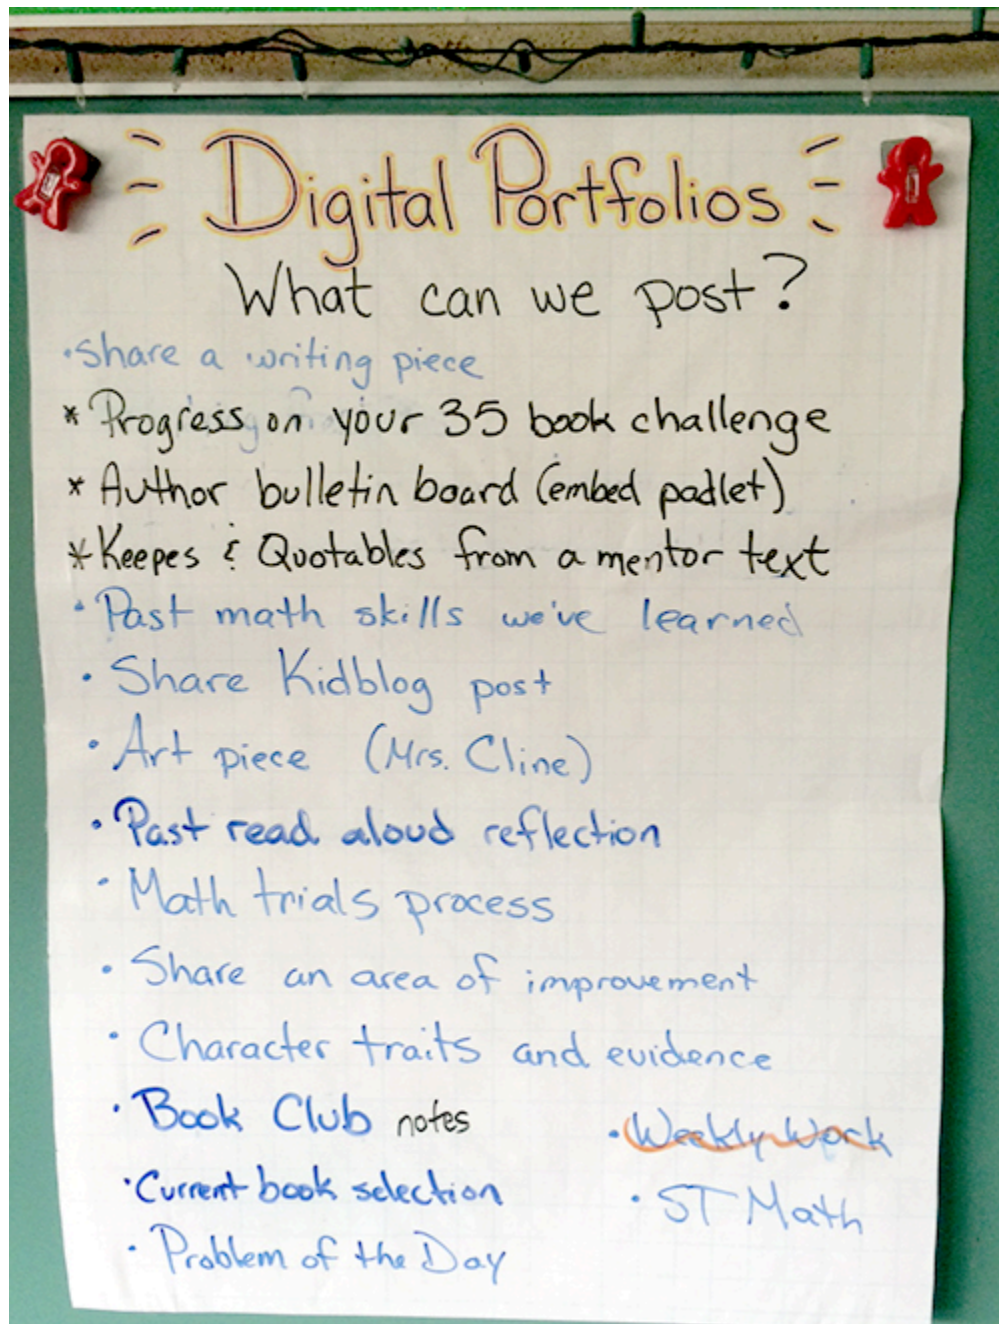 Digital Portfolios
What can we post?
• Share a writing piece
* Progress on your 35 book challenge
* Author bulletin board (embed padlet)
* Keepes & Quotables from a mentor text
• Past math skills we've learned
• Share Kidblog post
• Art piece (Mrs. Cline)
• Past read aloud reflection
• Math trials process
• Share an area of improvement
• Character traits and evidence
• Book Club notes
• Weekly Work
• Current book selection
• ST Math
• Problem of the Day